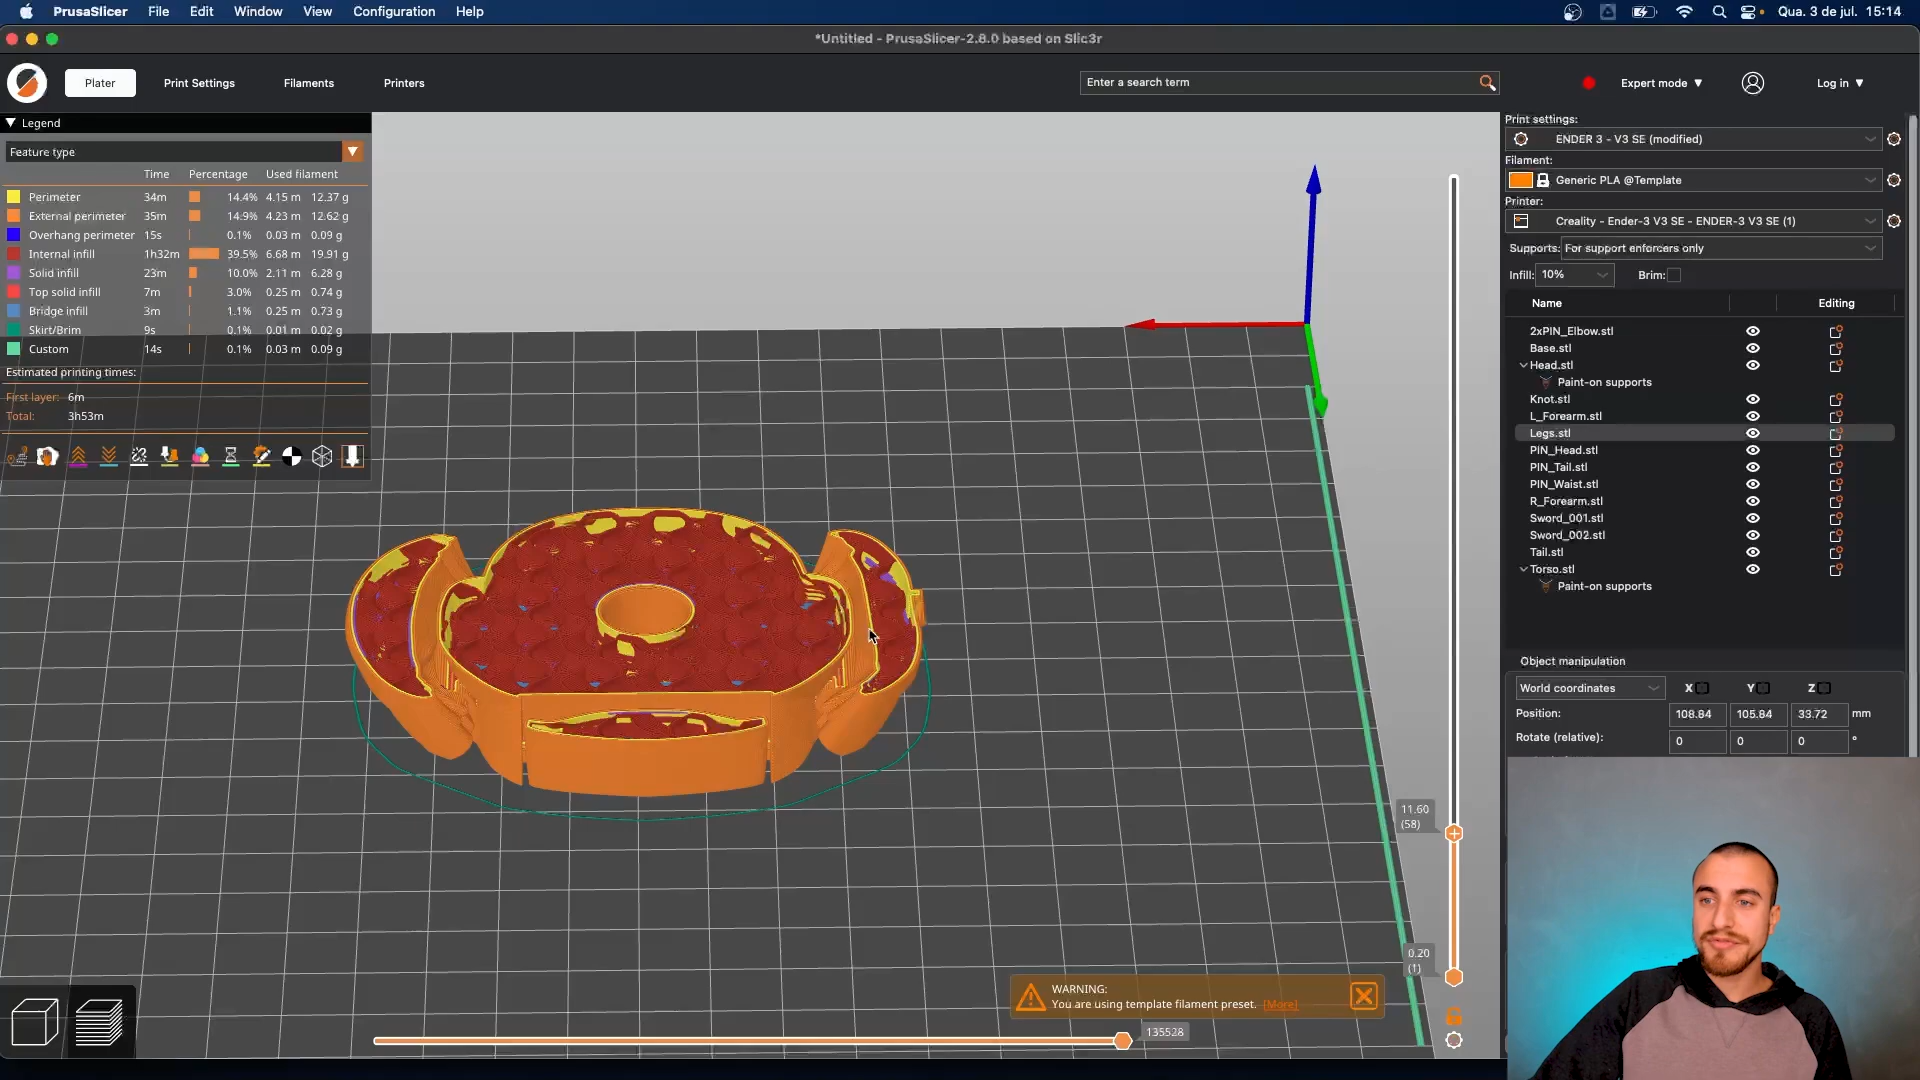 PrusaSlicer File Edit Window View Configuration Help
Qua. 3 de jul. 15:14
*Untitled - PrusaSlicer-2.8.0 based on Slic3r
Plater Print Settings Filaments Printers
Enter a search term
Expert mode
Log in
Legend
Feature type
Time Percentage Used filament
Perimeter 34m 14.4% 4.15 m 12.37 g
External perimeter 35m 14.9% 4.23 m 12.62 g
Overhang perimeter 15s 0.1% 0.03 m 0.09 g
Internal infill 1h32m 39.5% 6.68 m 19.91 g
Solid infill 23m 10.0% 2.11 m 6.28 g
Top solid infill 7m 3.0% 0.25 m 0.74 g
Bridge infill 3m 1.1% 0.25 m 0.73 g
Skirt/Brim 9s 0.1% 0.01 m 0.02 g
Custom 14s 0.1% 0.03 m 0.09 g
Estimated printing times:
First layer: 6m
Total: 3h53m
Print settings:
ENDER 3 - V3 SE (modified)
Filament:
Generic PLA @Template
Printer:
Creality - Ender-3 V3 SE - ENDER-3 V3 SE (1)
Supports: For support enforcers only
Infill: 10% Brim:
Name Editing
2xPIN_Elbow.stl
Base.stl
Head.stl
Paint-on supports
Knot.stl
L_Forearm.stl
Legs.stl
PIN_Head.stl
PIN_Tail.stl
PIN_Waist.stl
R_Forearm.stl
Sword_001.stl
Sword_002.stl
Tail.stl
Torso.stl
Paint-on supports
Object manipulation
World coordinates X Y Z
Position: 108.84 105.84 33.72 mm
Rotate (relative): 0 0 0 °
11.60
(58)
0.20
(1)
WARNING:
You are using template filament preset. [More]
135528